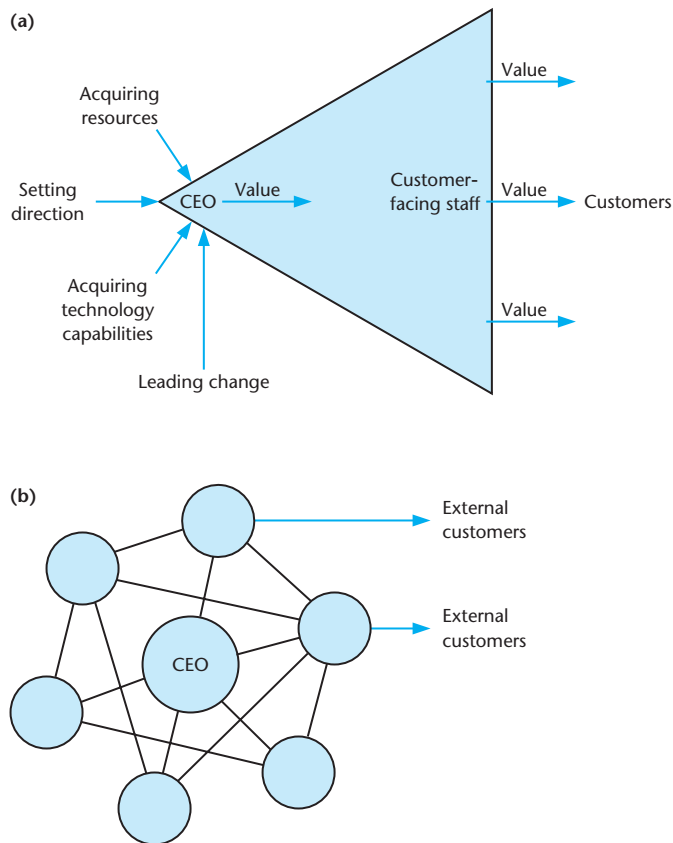 (a)
Value
Acquiring
resources
Setting
direction
CEO
Value
Customer-
facing staff
Value
Customers
Acquiring
technology
capabilities
Value
Leading change
(b)
External
customers
External
customers
CEO